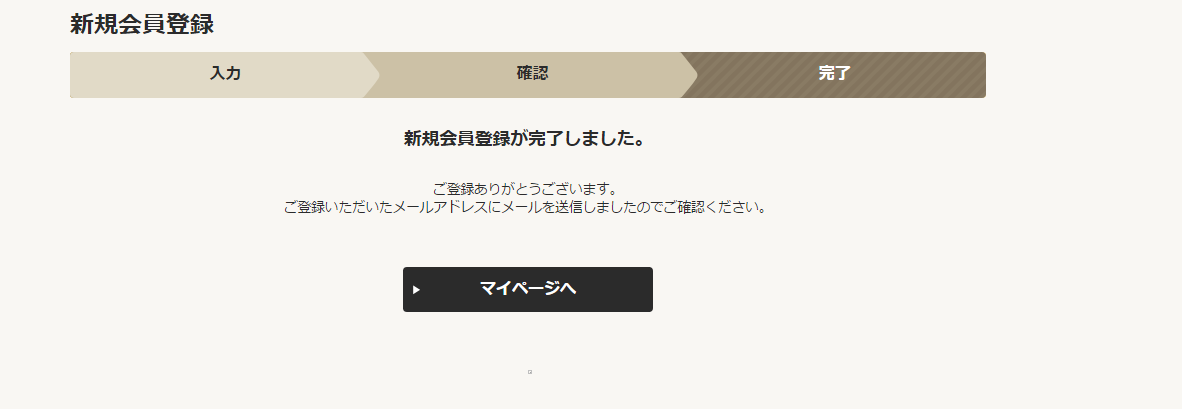 新規会員登録
入力
確認
完了
新規会員登録が完了しました。
ご登録ありがとうございます。
ご登録いただいたメールアドレスにメールを送信しましたのでご確認ください。
マイページへ